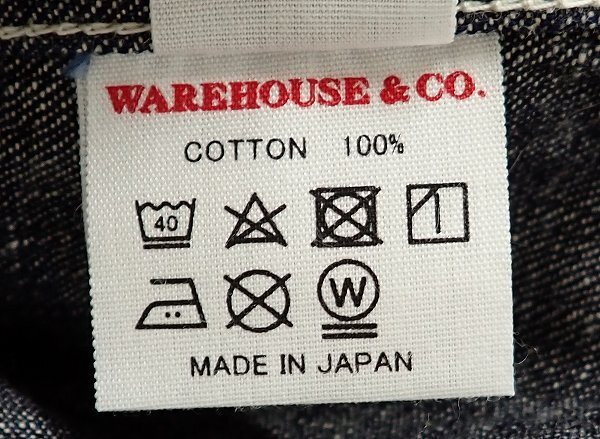 WAREHOUSE & CO.
COTTON 100%
40
W
MADE IN JAPAN